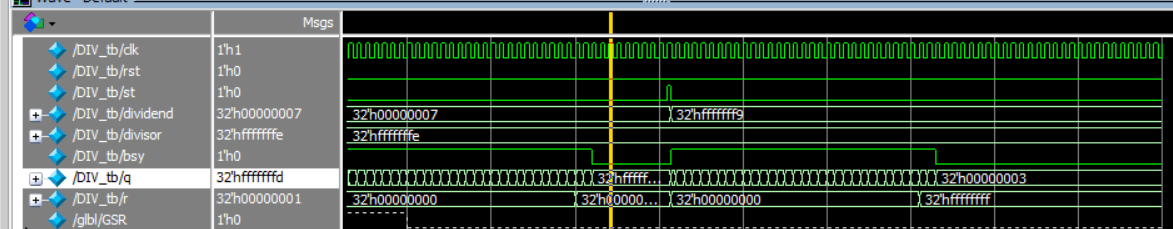 Wave - Default
Msgs
/DIV_tb/clk 1'h1
/DIV_tb/rst 1'h0
/DIV_tb/st 1'h0
/DIV_tb/dividend 32'h00000007 32'h00000007 32'hfffffff9
/DIV_tb/divisor 32'hfffffffe 32'hfffffffe
/DIV_tb/bsy 1'h0
/DIV_tb/q 32'hfffffffd 32'hfffff... 32'h00000003
/DIV_tb/r 32'h00000001 32'h00000000 32'h00000... 32'h00000000 32'hffffffff
/glbl/GSR 1'h0